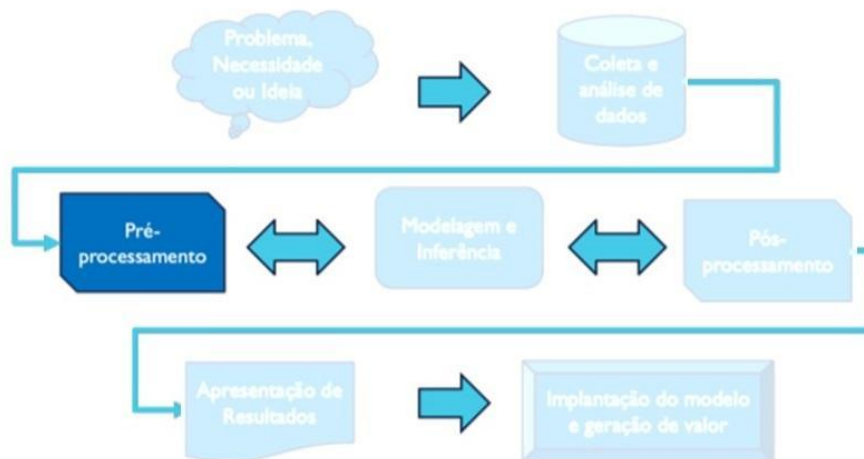 Problema,
Necessidade
ou Ideia
Coleta e
análise de
dados
Pré-
processamento
Modelagem e
Inferência
Pós-
processamento
Apresentação de
Resultados
Implantação do modelo
e geração de valor